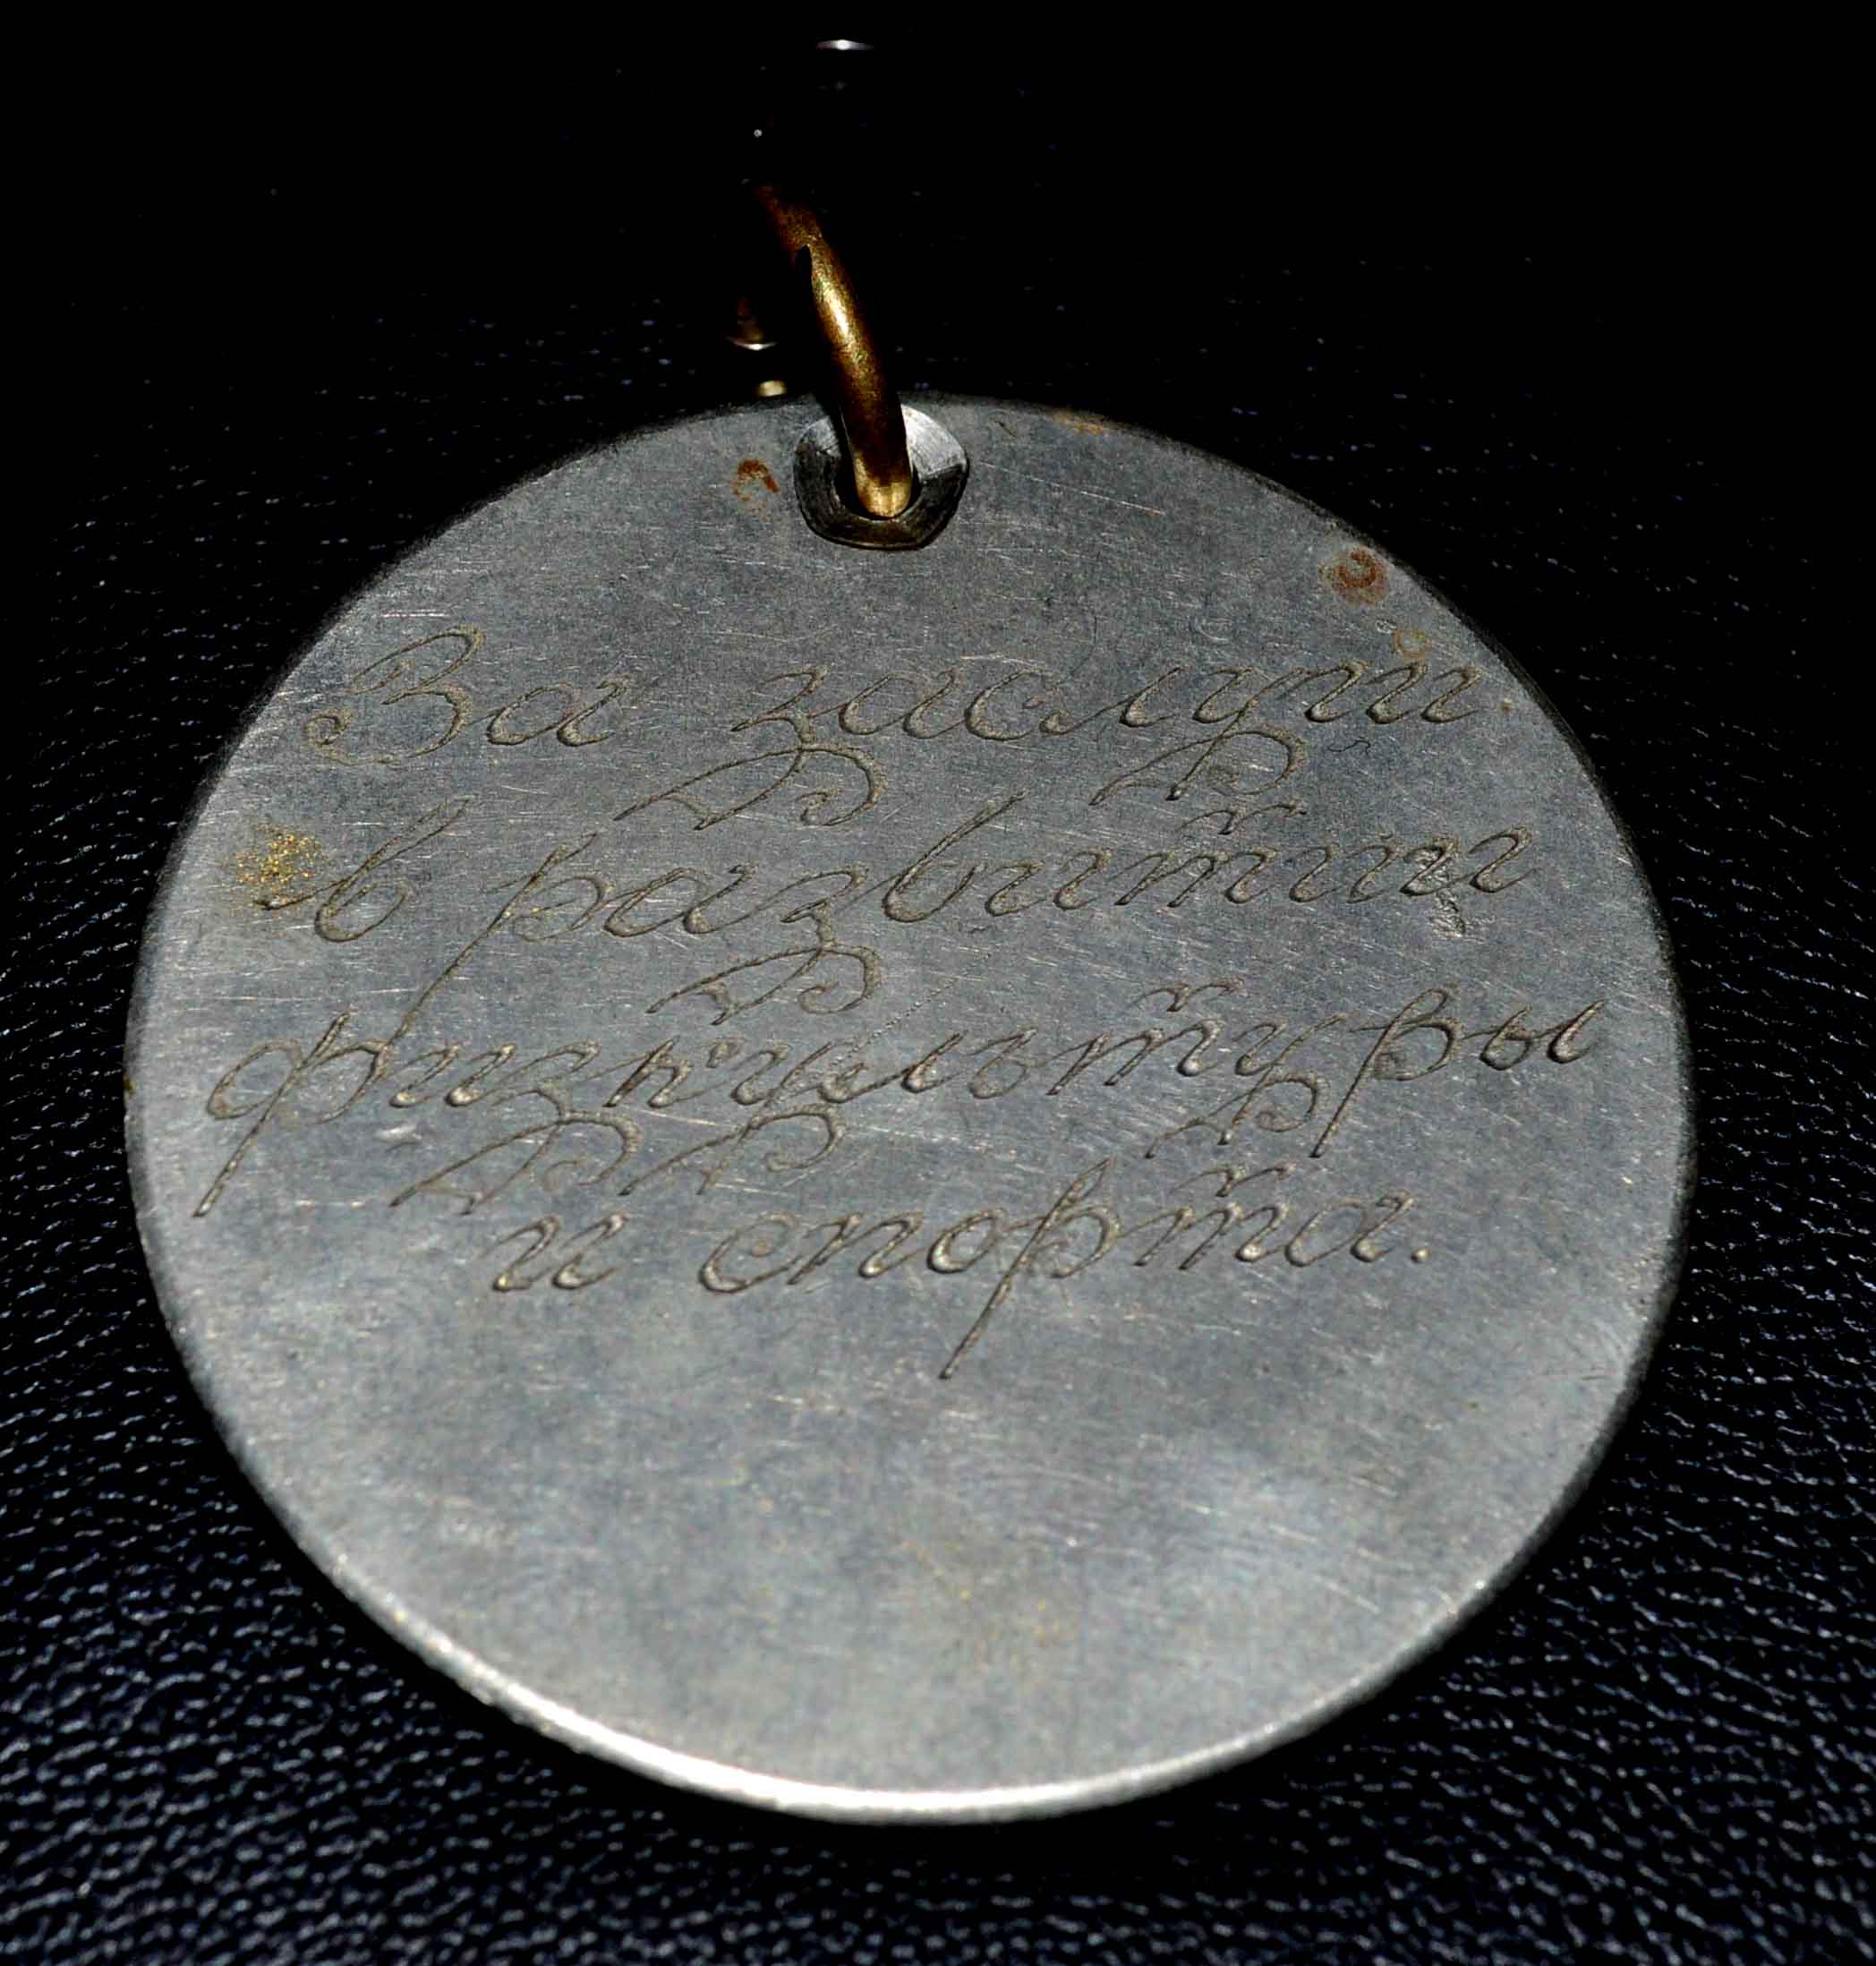 За заслуги.
в развитии
физкультуры
и спорта.